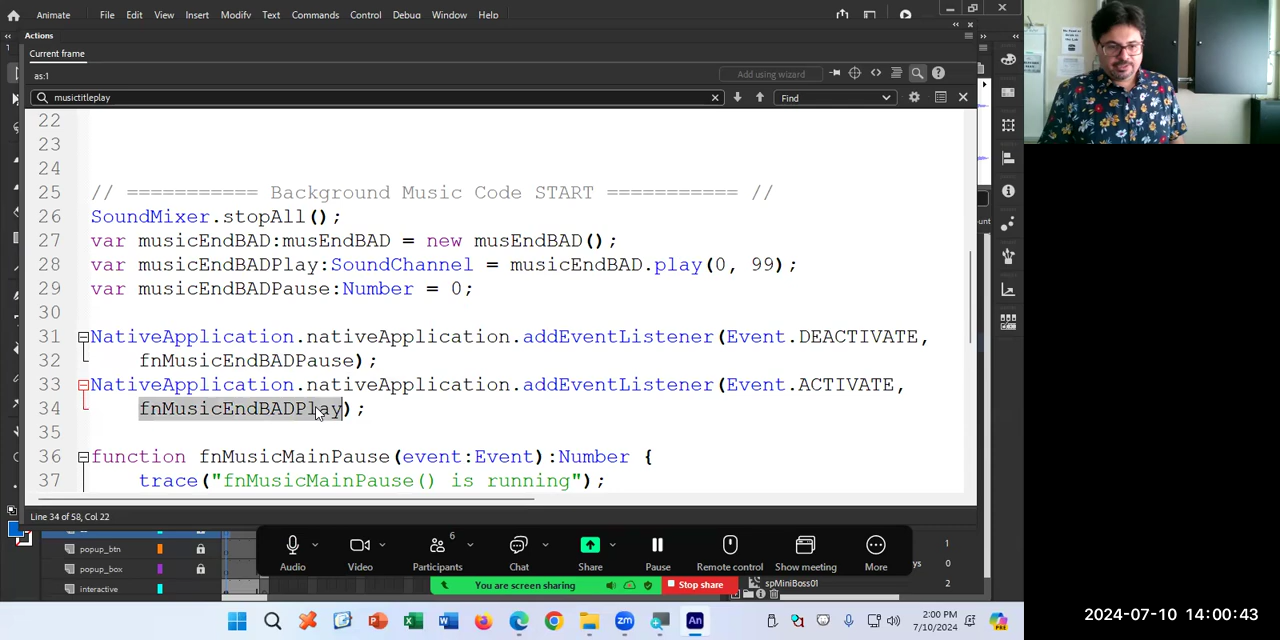 Animate File Edit View Insert Modify Text Commands Control Debug Window Help
Actions
Current frame
as:1
Add using wizard
musictitleplay
Find
22
23
24
25 // =========== Background Music Code START =========== //
26 SoundMixer.stopAll();
27 var musicEndBAD:musEndBAD = new musEndBAD();
28 var musicEndBADPlay:SoundChannel = musicEndBAD.play(0, 99);
29 var musicEndBADPause:Number = 0;
30
31 NativeApplication.nativeApplication.addEventListener(Event.DEACTIVATE,
32 fnMusicEndBADPause);
33 NativeApplication.nativeApplication.addEventListener(Event.ACTIVATE,
34 fnMusicEndBADPlay);
35
36 function fnMusicMainPause(event:Event):Number {
37 trace("fnMusicMainPause() is running");
Line 34 of 58, Col 22
popup_btn
popup_box
interactive
6
Audio Video Participants Chat Share Pause Remote control Show meeting More
You are screen sharing Stop share
1
0
spMiniBoss01 2
2:00 PM
7/10/2024
2024-07-10 14:00:43